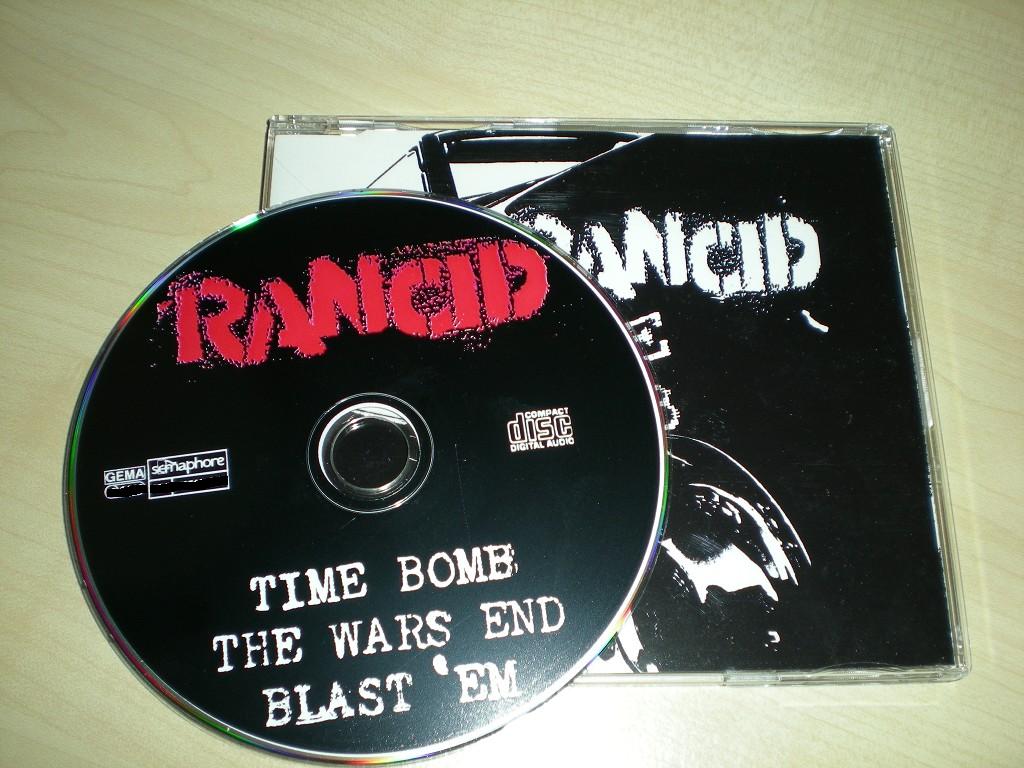 RANCID
RANCID
COMPACT
disc
DIGITAL AUDIO
GEMA
semaphore
TIME BOMB
THE WARS END
BLAST 'EM